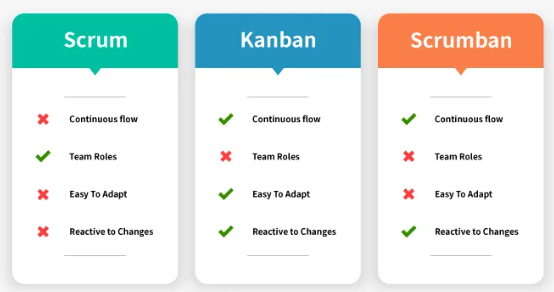 Scrum
Continuous flow
Team Roles
Easy To Adapt
Reactive to Changes
Kanban
Continuous flow
Team Roles
Easy To Adapt
Reactive to Changes
Scrumban
Continuous flow
Team Roles
Easy To Adapt
Reactive to Changes